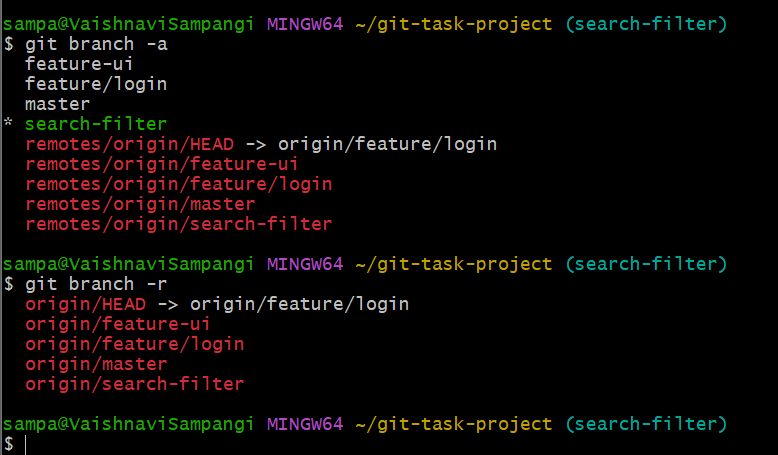 sampa@VaishnaviSampangi MINGW64 ~/git-task-project (search-filter)
$ git branch -a
  feature-ui
  feature/login
  master
* search-filter
  remotes/origin/HEAD -> origin/feature/login
  remotes/origin/feature-ui
  remotes/origin/feature/login
  remotes/origin/master
  remotes/origin/search-filter

sampa@VaishnaviSampangi MINGW64 ~/git-task-project (search-filter)
$ git branch -r
  origin/HEAD -> origin/feature/login
  origin/feature-ui
  origin/feature/login
  origin/master
  origin/search-filter

sampa@VaishnaviSampangi MINGW64 ~/git-task-project (search-filter)
$